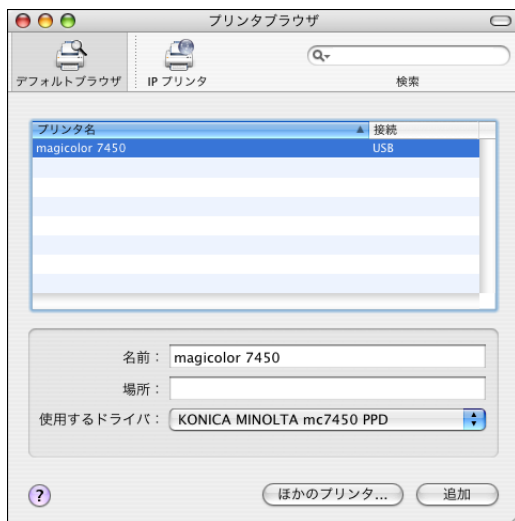 プリンタブラウザ
デフォルトブラウザ IP プリンタ 検索
プリンタ名 接続
magicolor 7450 USB
名前： magicolor 7450
場所：
使用するドライバ： KONICA MINOLTA mc7450 PPD
? ほかのプリンタ... 追加